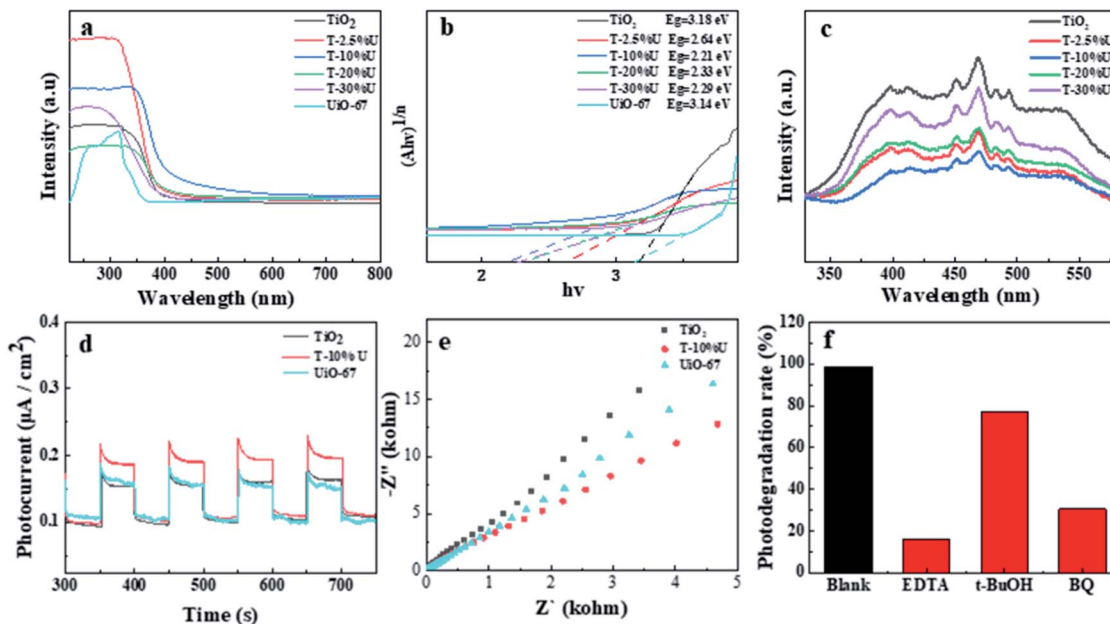 a
TiO2
T-2.5%U
T-10%U
T-20%U
T-30%U
UiO-67
Intensity (a.u)
300 400 500 600 700 800
Wavelength (nm)
b
TiO2 Eg=3.18 eV
T-2.5%U Eg=2.64 eV
T-10%U Eg=2.21 eV
T-20%U Eg=2.33 eV
T-30%U Eg=2.29 eV
UiO-67 Eg=3.14 eV
(Ahv)1/n
2 3
hv
c
TiO2
T-2.5%U
T-10%U
T-20%U
T-30%U
Intensity (a.u.)
350 400 450 500 550
Wavelength (nm)
d
TiO2
T-10% U
UiO-67
Photocurrent (μA / cm2)
0.4
0.3
0.2
0.1
300 400 500 600 700
Time (s)
e
TiO2
T-10%U
UiO-67
-Z'' (kohm)
20
15
10
5
0
0 1 2 3 4 5
Z` (kohm)
f
Photodegradation rate (%)
120
100
80
60
40
20
0
Blank EDTA t-BuOH BQ